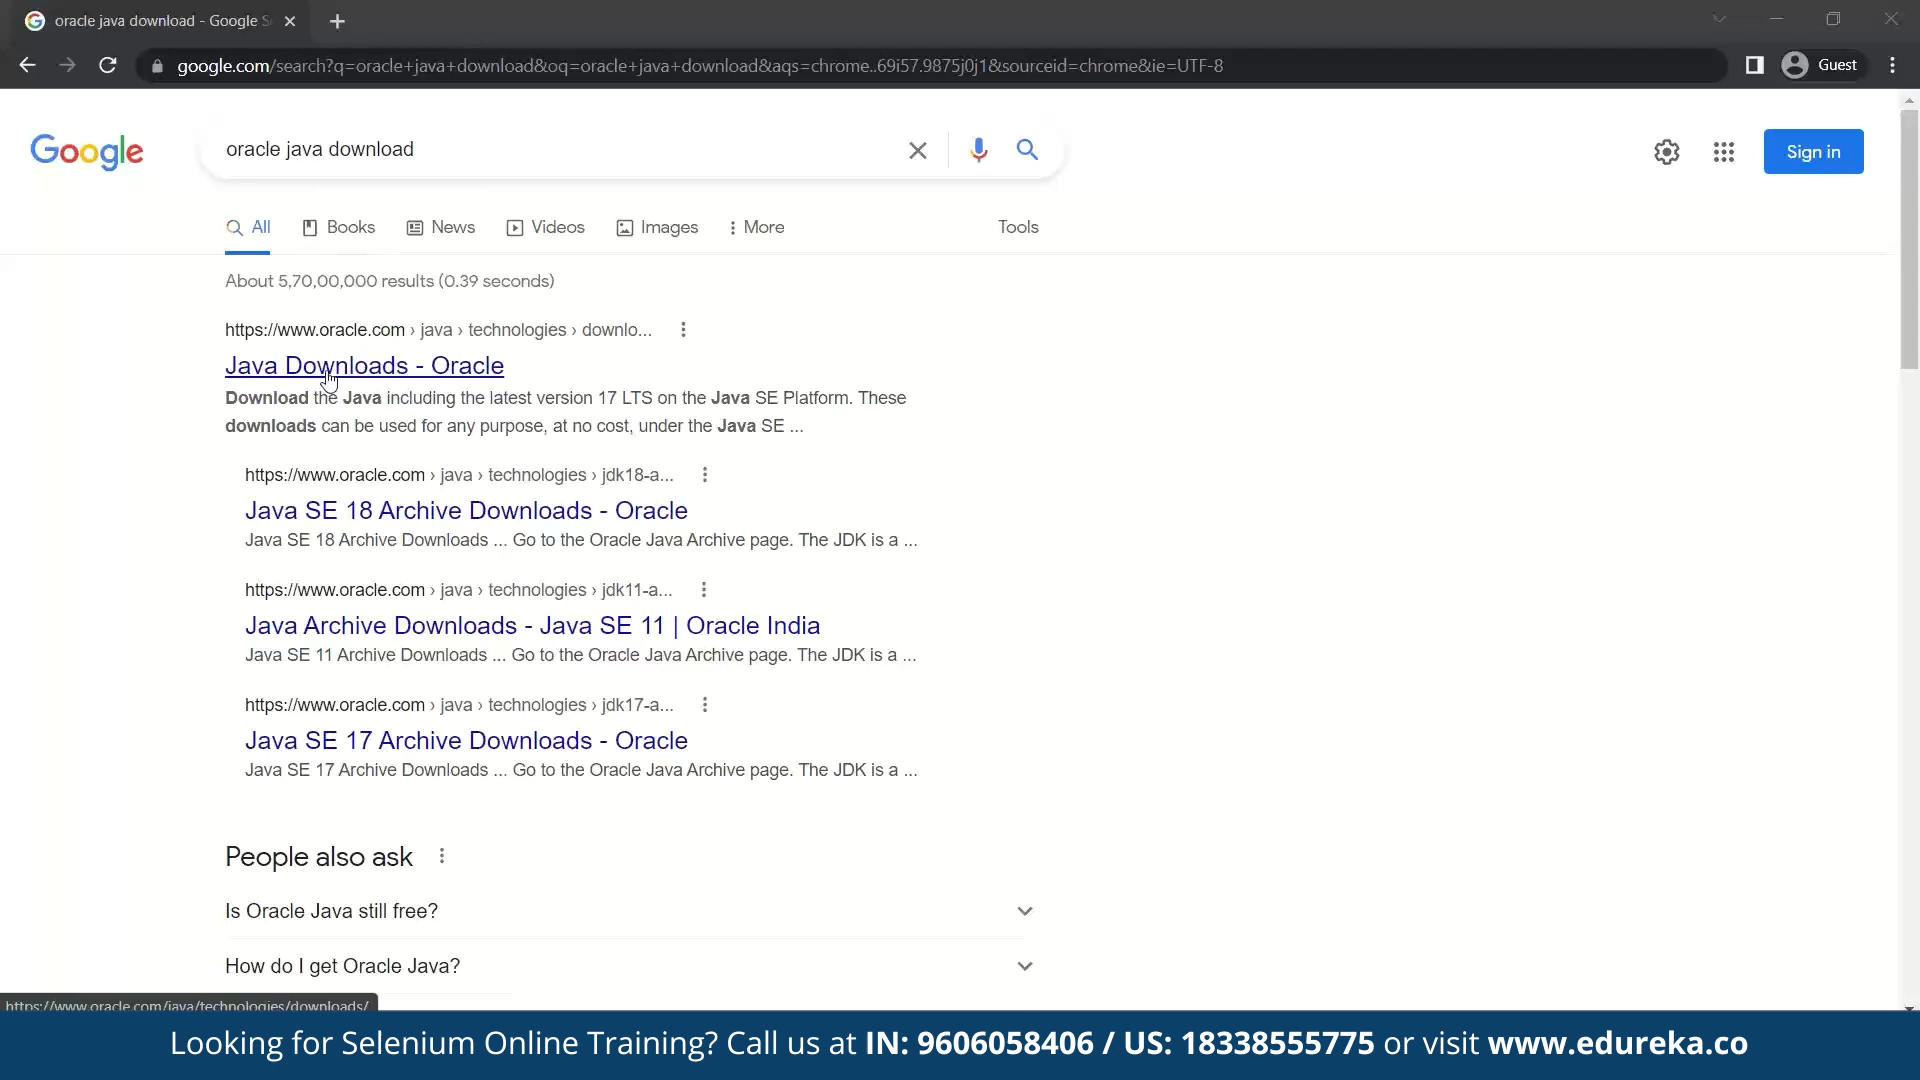 oracle java download - Google S
google.com/search?q=oracle+java+download&oq=oracle+java+download&aqs=chrome..69i57.9875j0j1&sourceid=chrome&ie=UTF-8
Guest
Google
oracle java download
Sign in
All
Books
News
Videos
Images
More
Tools
About 5,70,00,000 results (0.39 seconds)
https://www.oracle.com › java › technologies › downlo...
Java Downloads - Oracle
Download the Java including the latest version 17 LTS on the Java SE Platform. These
downloads can be used for any purpose, at no cost, under the Java SE ...
https://www.oracle.com › java › technologies › jdk18-a...
Java SE 18 Archive Downloads - Oracle
Java SE 18 Archive Downloads ... Go to the Oracle Java Archive page. The JDK is a ...
https://www.oracle.com › java › technologies › jdk11-a...
Java Archive Downloads - Java SE 11 | Oracle India
Java SE 11 Archive Downloads ... Go to the Oracle Java Archive page. The JDK is a ...
https://www.oracle.com › java › technologies › jdk17-a...
Java SE 17 Archive Downloads - Oracle
Java SE 17 Archive Downloads ... Go to the Oracle Java Archive page. The JDK is a ...
People also ask
Is Oracle Java still free?
How do I get Oracle Java?
https://www.oracle.com/java/technologies/downloads/
Looking for Selenium Online Training? Call us at IN: 9606058406 / US: 18338555775 or visit www.edureka.co